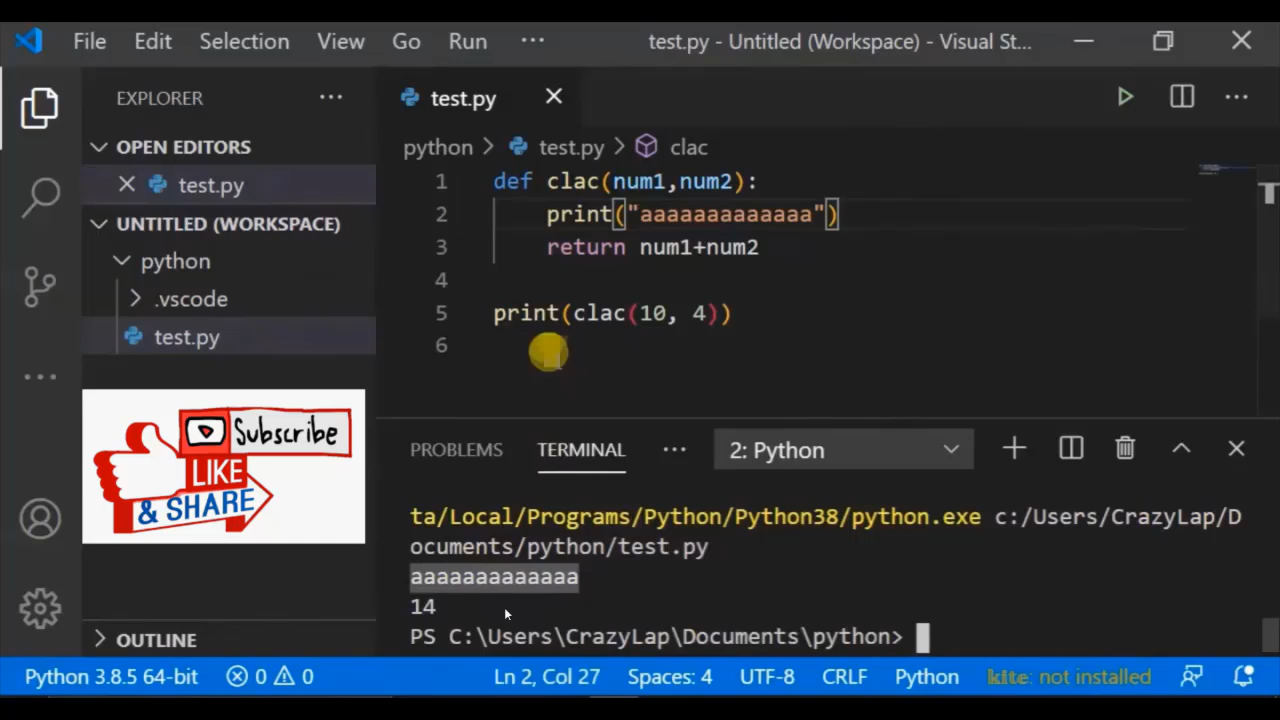 File Edit Selection View Go Run ··· test.py - Untitled (Workspace) - Visual St...
EXPLORER ···
OPEN EDITORS
test.py
UNTITLED (WORKSPACE)
python
.vscode
test.py
Subscribe
LIKE
& SHARE
OUTLINE
test.py
python > test.py > clac
1 def clac(num1,num2):
2 print("aaaaaaaaaaaaa")
3 return num1+num2
4
5 print(clac(10, 4))
6
PROBLEMS TERMINAL ··· 2: Python
ta/Local/Programs/Python/Python38/python.exe c:/Users/CrazyLap/D
ocuments/python/test.py
aaaaaaaaaaaaa
14
PS C:\Users\CrazyLap\Documents\python>
Python 3.8.5 64-bit 0 0 Ln 2, Col 27 Spaces: 4 UTF-8 CRLF Python kite: not installed